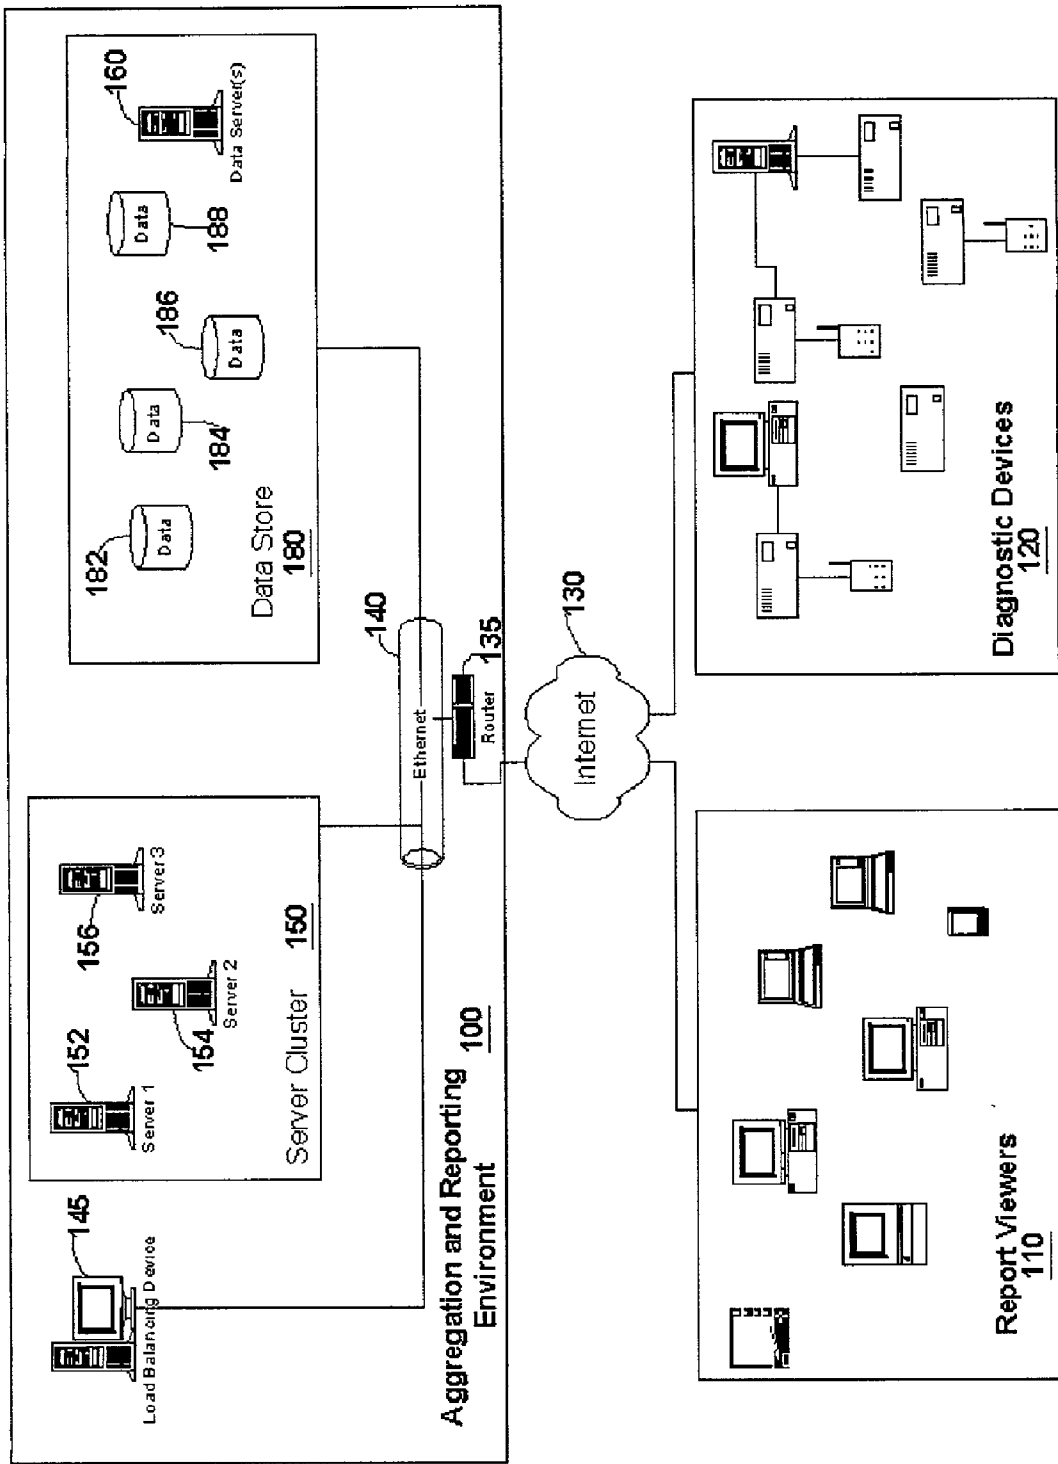 145
Load Balancing Device
152
Server 1
154
Server 2
156
Server 3
Server Cluster
150
182
Data
184
Data
186
Data
188
Data
160
Data Server(s)
Data Store
180
140
Ethernet
135
Router
Aggregation and Reporting
Environment
100
130
Internet
Report Viewers
110
Diagnostic Devices
120